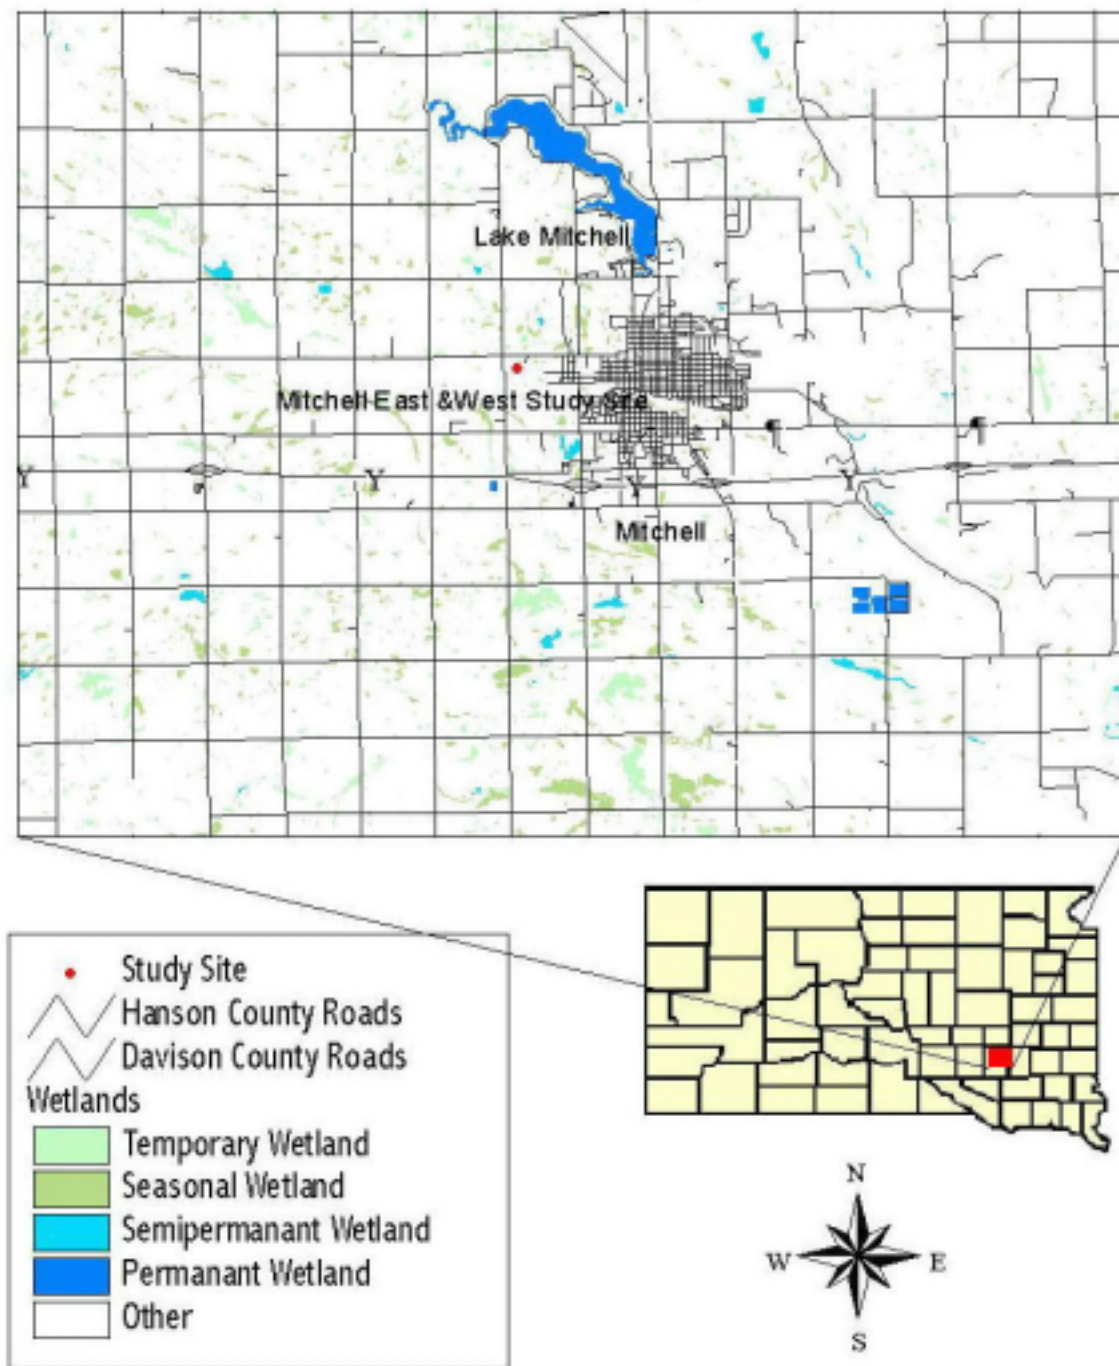 Lake Mitchell
Mitchell East &West Study Site
Y
Y
Y
Y
¶
¶
Mitchell
Study Site
Hanson County Roads
Davison County Roads
Wetlands
Temporary Wetland
Seasonal Wetland
Semipermanant Wetland
Permanant Wetland
Other
N
W
E
S